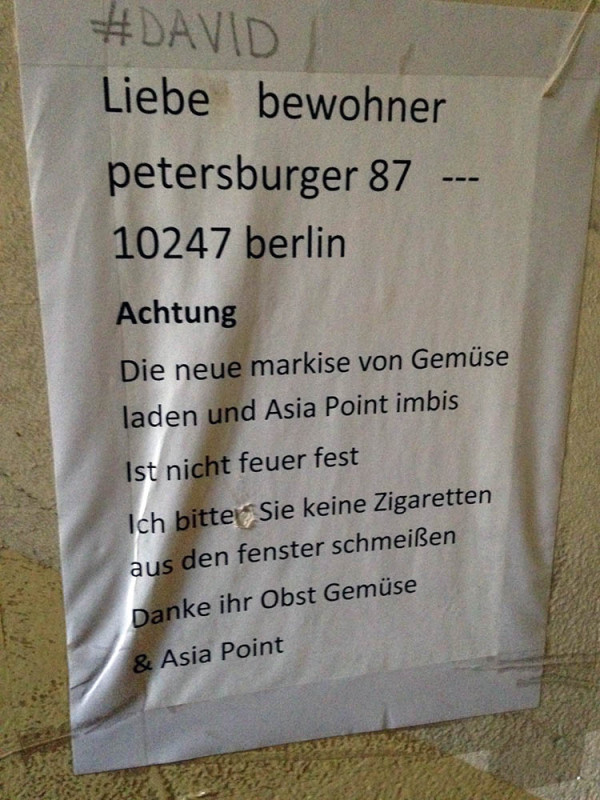 #DAVID
Liebe bewohner
petersburger 87 ---
10247 berlin
Achtung
Die neue markise von Gemüse
laden und Asia Point imbis
Ist nicht feuer fest
Ich bitte Sie keine Zigaretten
aus den fenster schmeißen
Danke ihr Obst Gemüse
& Asia Point